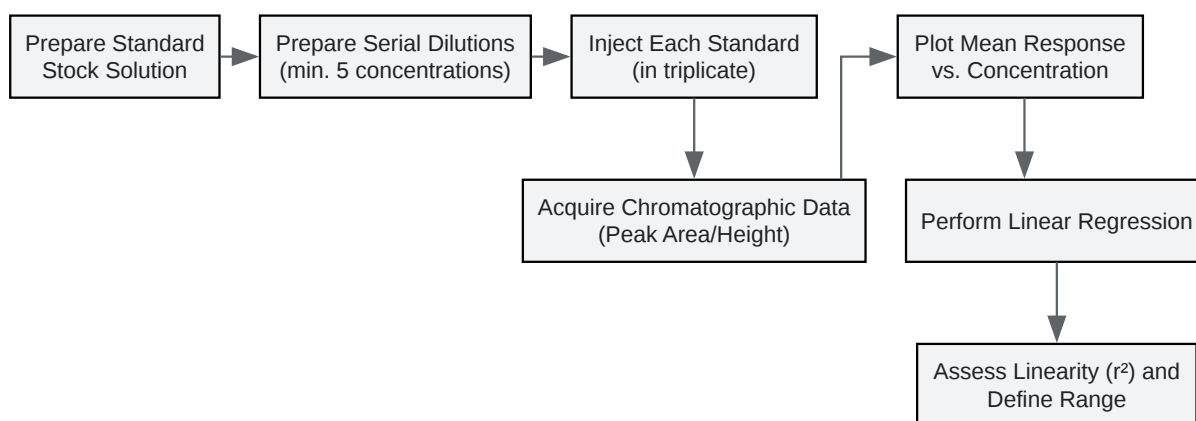 Prepare Standard
Stock Solution
Prepare Serial Dilutions
(min. 5 concentrations)
Inject Each Standard
(in triplicate)
Acquire Chromatographic Data
(Peak Area/Height)
Plot Mean Response
vs. Concentration
Perform Linear Regression
Assess Linearity (r²) and
Define Range